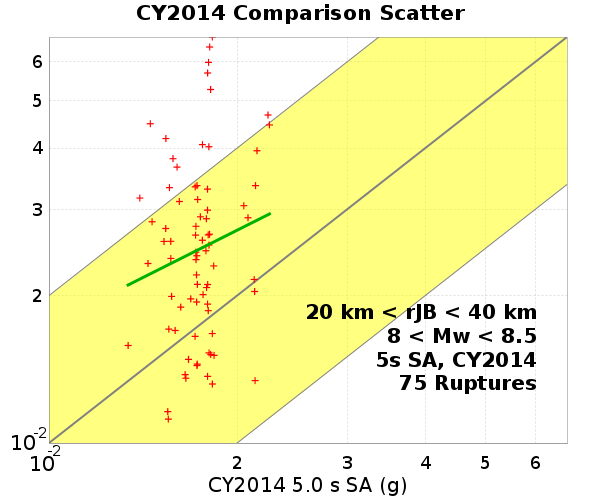 CY2014 Comparison Scatter
6
5
4
3
2
10-2
20 km < rJB < 40 km
8 < Mw < 8.5
5s SA, CY2014
75 Ruptures
10-2
2
3
4
5
6
CY2014 5.0 s SA (g)